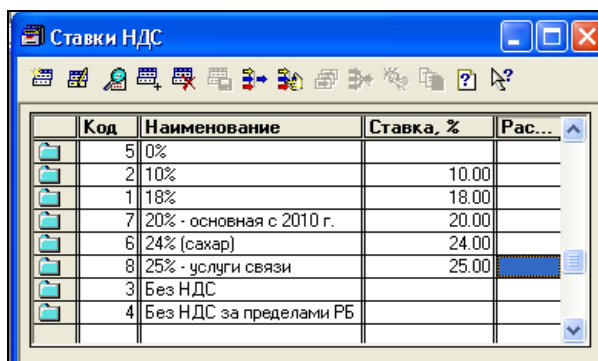 Ставки НДС
Код Наименование Ставка, % Рас...
5 0%
2 10% 10.00
1 18% 18.00
7 20% - основная с 2010 г. 20.00
6 24% (сахар) 24.00
8 25% - услуги связи 25.00
3 Без НДС
4 Без НДС за пределами РБ